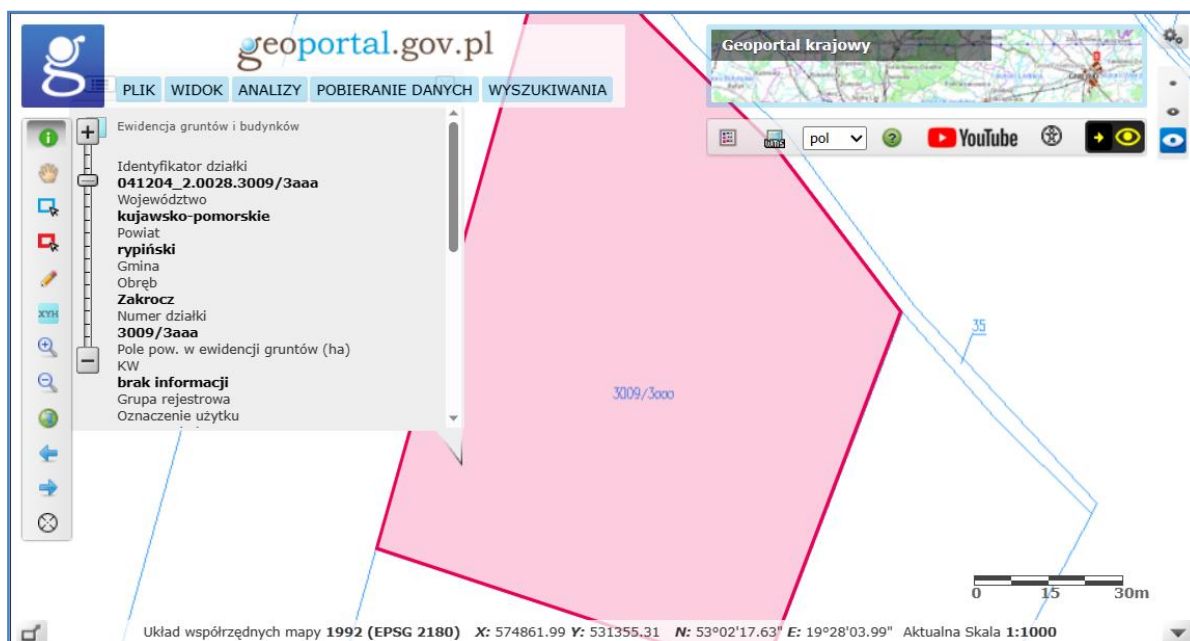 geoportal.gov.pl
PLIK WIDOK ANALIZY POBIERANIE DANYCH WYSZUKIWANIA
Geoportal krajowy
pol
YouTube
Ewidencja gruntów i budynków
Identyfikator działki
041204_2.0028.3009/3aaa
Województwo
kujawsko-pomorskie
Powiat
rypiński
Gmina
Obręb
Zakrocz
Numer działki
3009/3aaa
Pole pow. w ewidencji gruntów (ha)
KW
brak informacji
Grupa rejestrowa
Oznaczenie użytku
XYH
35
3009/3aaa
0 15 30m
Układ współrzędnych mapy 1992 (EPSG 2180) X: 574861.99 Y: 531355.31 N: 53°02'17.63" E: 19°28'03.99" Aktualna Skala 1:1000